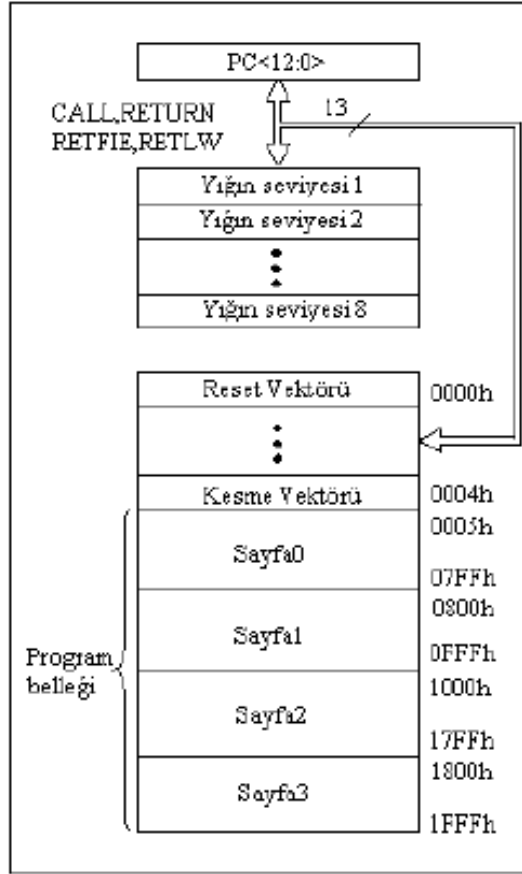 PC<12:0>
CALL,RETURN
RETFIE,RETLW
13
Yığın seviyesi 1
Yığın seviyesi 2
Yığın seviyesi 8
Reset Vektörü
0000h
Kesme Vektörü
0004h
0005h
Sayfa0
07FFh
0800h
Sayfa1
0FFFh
Program
belleği
1000h
Sayfa2
17FFh
1800h
Sayfa3
1FFFh